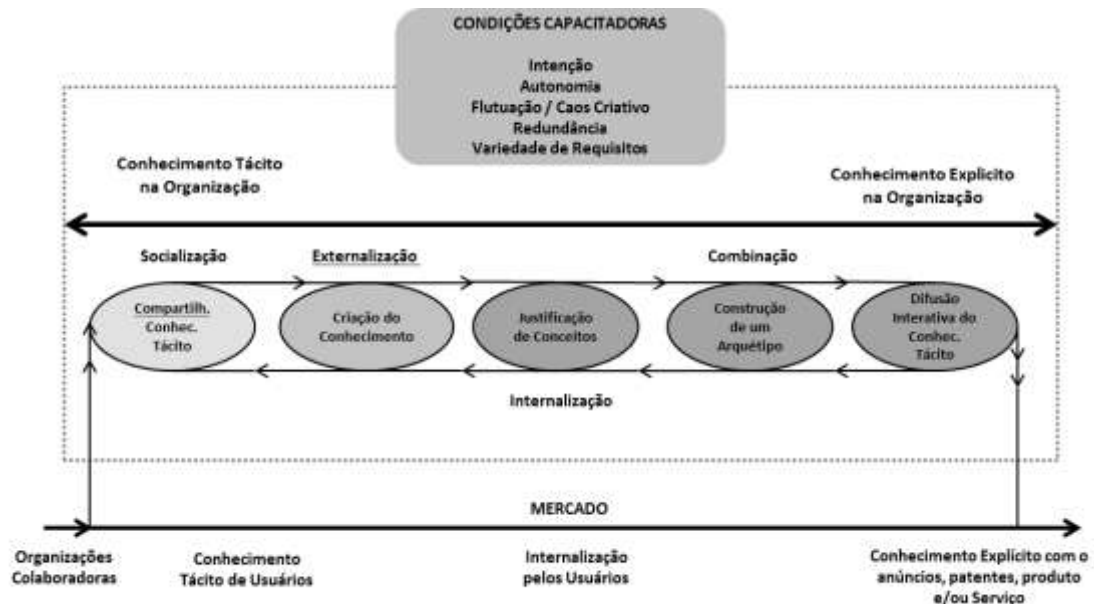 CONDIÇÕES CAPACITADORAS
Intenção
Autonomia
Flutuação / Caos Criativo
Redundância
Variedade de Requisitos
Conhecimento Tácito
na Organização
Conhecimento Explícito
na Organização
Socialização
Externalização
Combinação
Compartilh.
Conhec.
Tácito
Criação do
Conhecimento
Justificação
de Conceitos
Construção
de um
Arquétipo
Difusão
Interativa do
Conhec.
Tácito
Internalização
MERCADO
Organizações
Colaboradoras
Conhecimento
Tácito de Usuários
Internalização
pelos Usuários
Conhecimento Explícito com o
anúncios, patentes, produto
e/ou Serviço